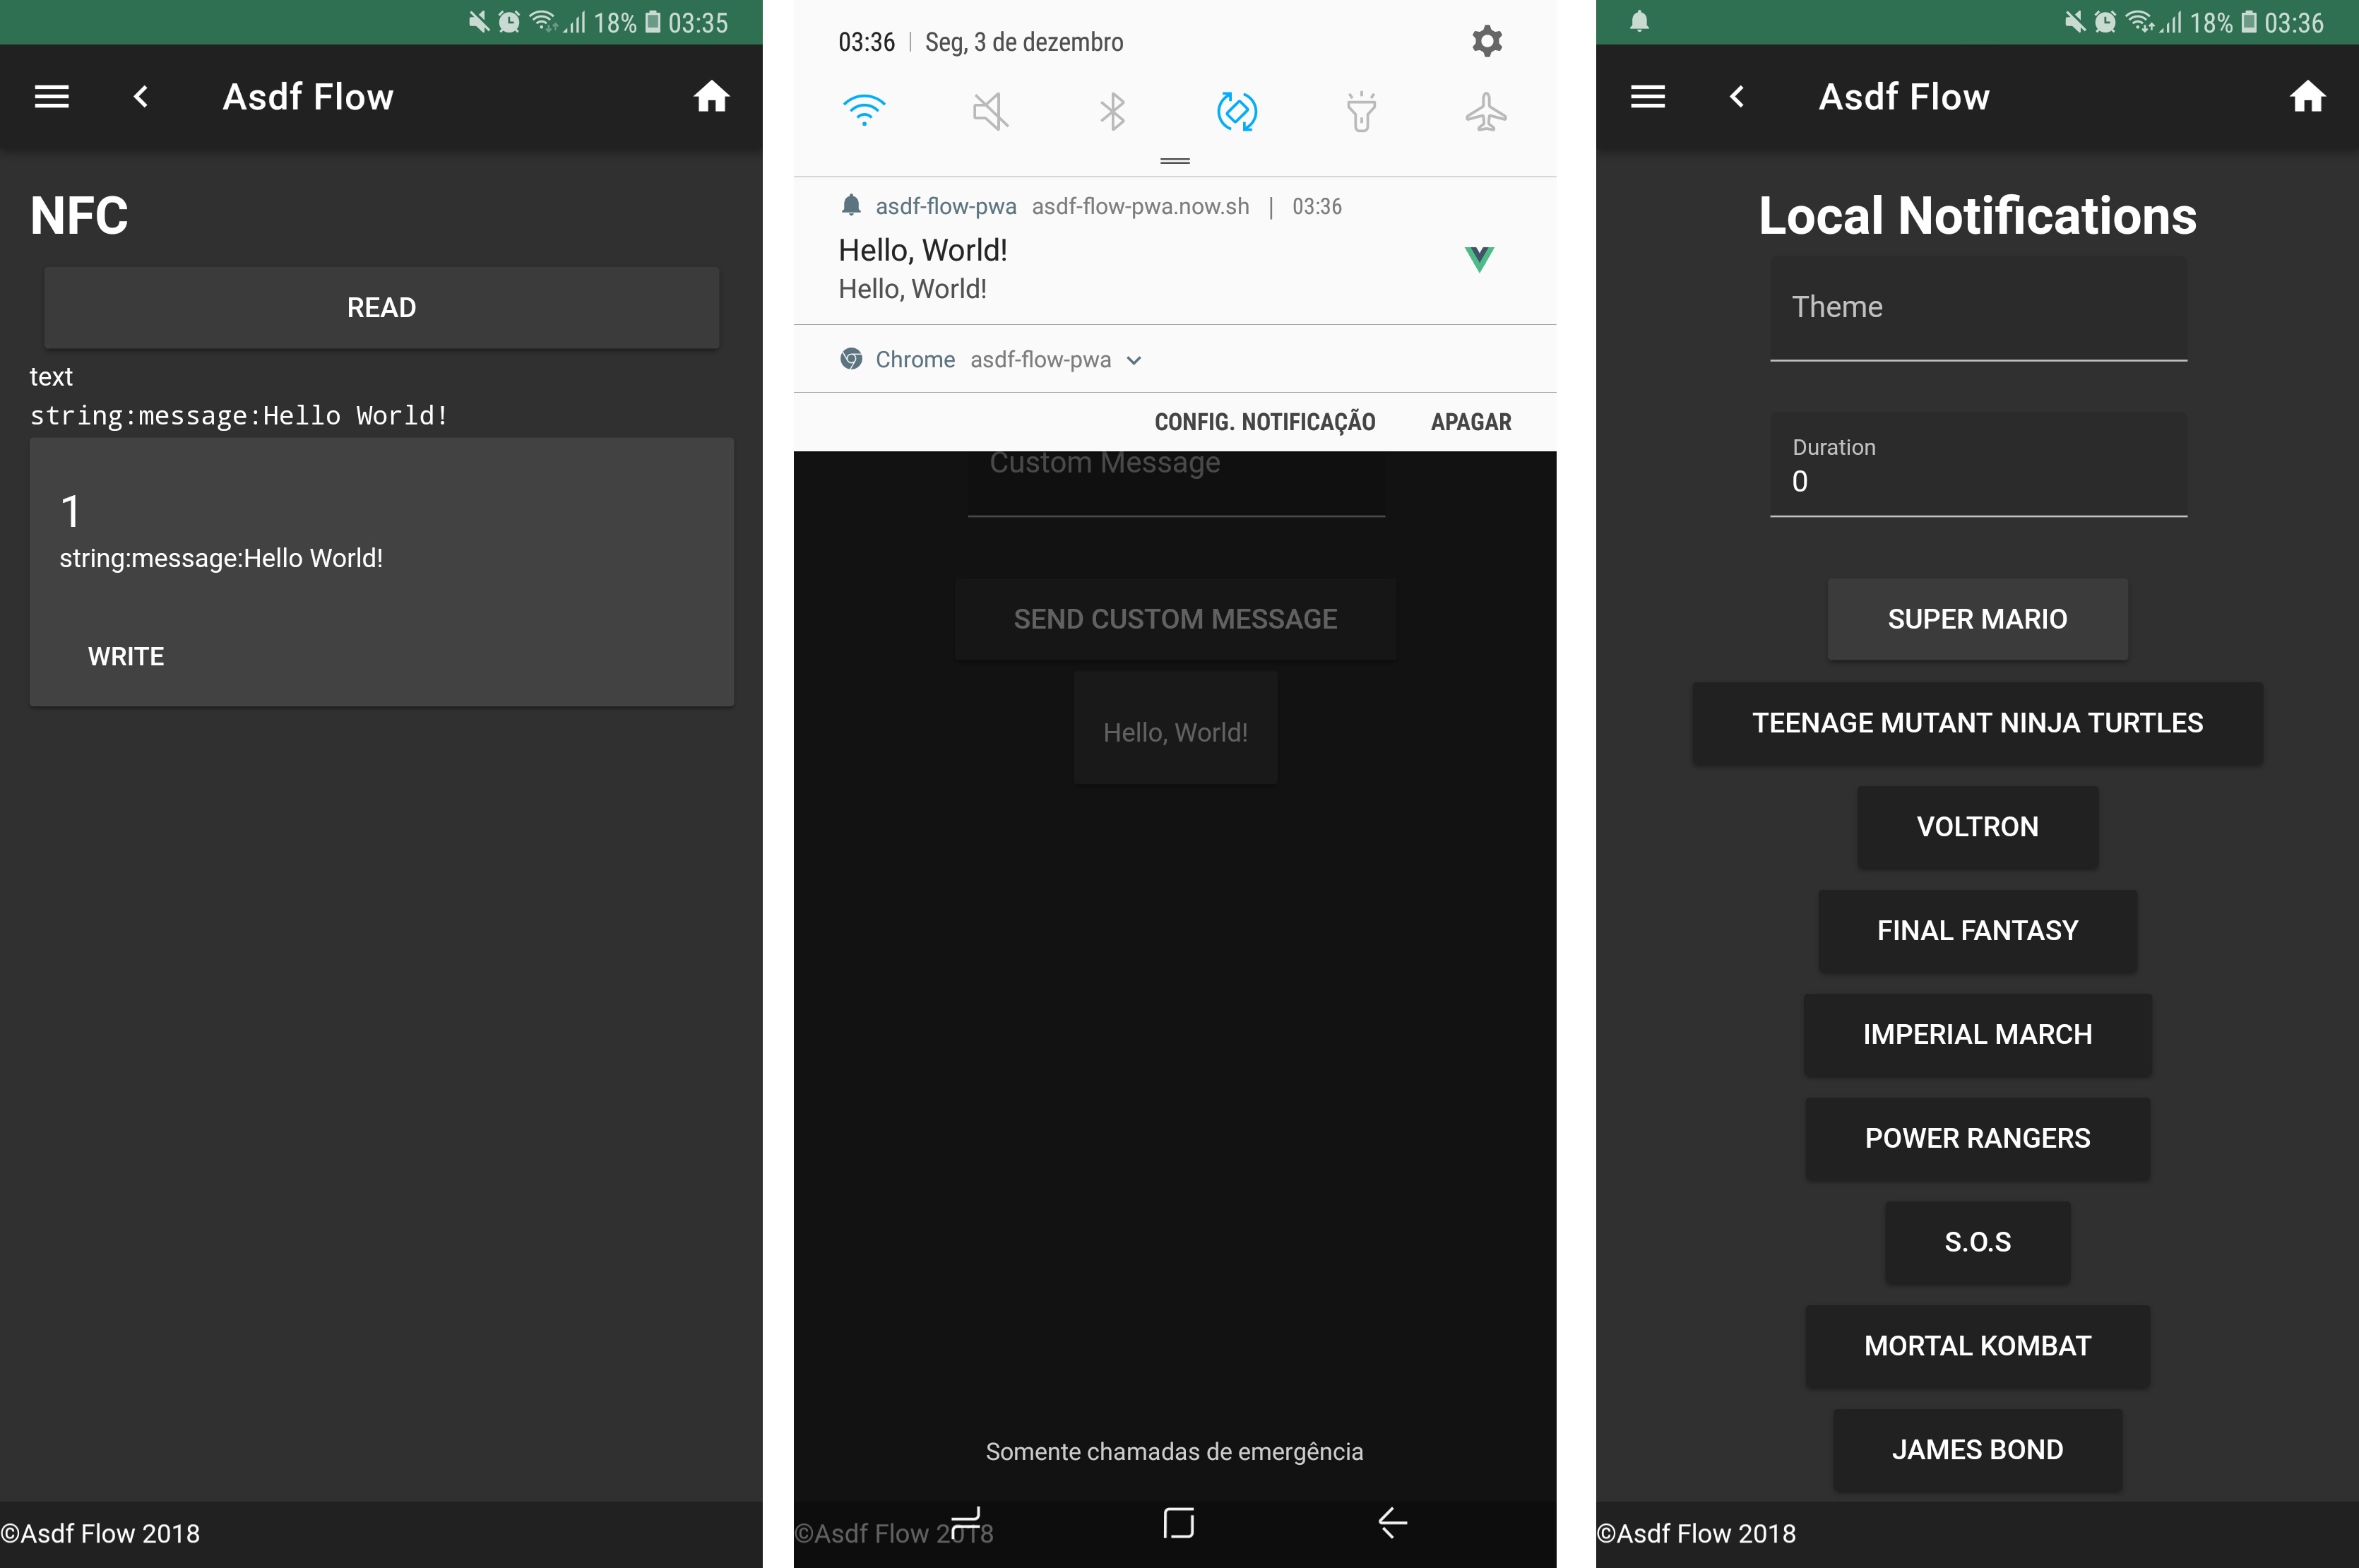 18% 03:35
Asdf Flow
NFC
READ
text
string:message:Hello World!
1
string:message:Hello World!
WRITE
©Asdf Flow 2018
03:36 | Seg, 3 de dezembro
asdf-flow-pwa asdf-flow-pwa.now.sh | 03:36
Hello, World!
Hello, World!
Chrome asdf-flow-pwa
CONFIG. NOTIFICAÇÃO APAGAR
Custom Message
SEND CUSTOM MESSAGE
Hello, World!
Somente chamadas de emergência
©Asdf Flow 2018
18% 03:36
Asdf Flow
Local Notifications
Theme
Duration
0
SUPER MARIO
TEENAGE MUTANT NINJA TURTLES
VOLTRON
FINAL FANTASY
IMPERIAL MARCH
POWER RANGERS
S.O.S
MORTAL KOMBAT
JAMES BOND
©Asdf Flow 2018